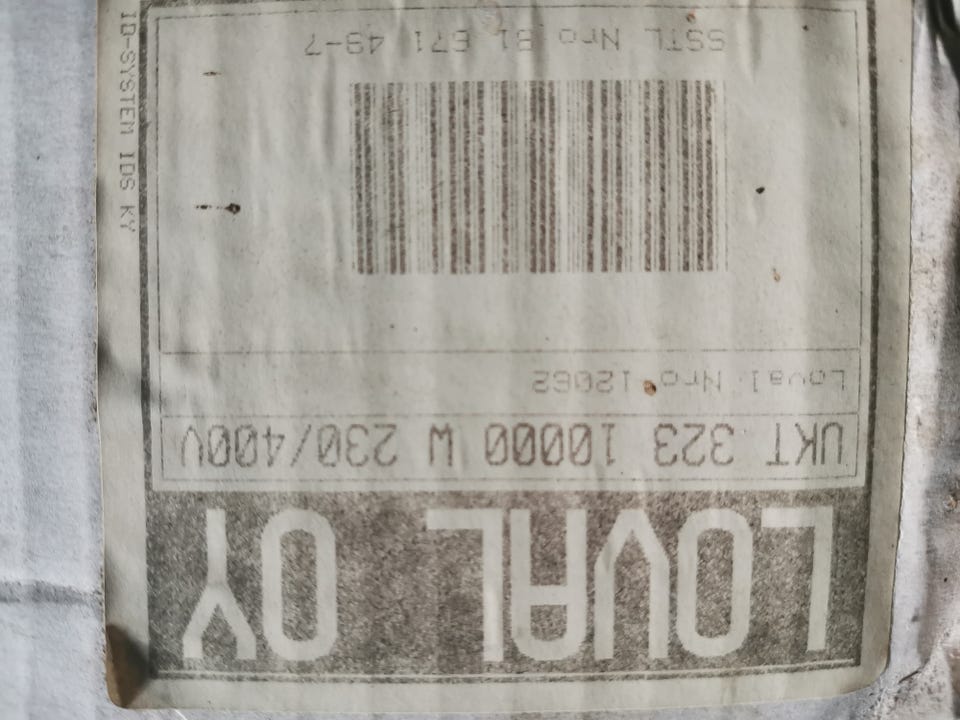 LOVAL OY
UKT 323 10000 W 230/400V
Loval Nro 12062
SSTL Nro 81 671 49-7
ID-SYSTEM IDS KY